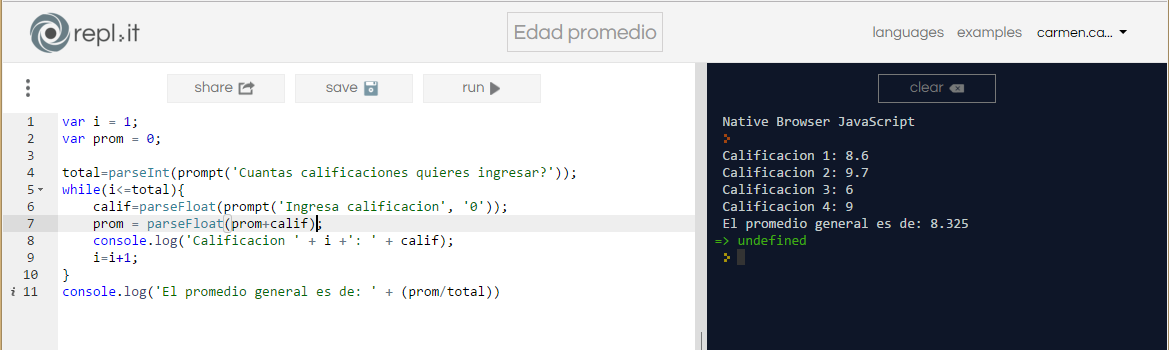 repl.it
Edad promedio
languages examples carmen.ca...
share save run clear
1 var i = 1;
2 var prom = 0;
3
4 total=parseInt(prompt('Cuantas calificaciones quieres ingresar?'));
5 while(i<=total){
6 calif=parseFloat(prompt('Ingresa calificacion', '0'));
7 prom = parseFloat(prom+calif);
8 console.log('Calificacion ' + i +': ' + calif);
9 i=i+1;
10 }
i 11 console.log('El promedio general es de: ' + (prom/total))
Native Browser JavaScript
Calificacion 1: 8.6
Calificacion 2: 9.7
Calificacion 3: 6
Calificacion 4: 9
El promedio general es de: 8.325
=> undefined